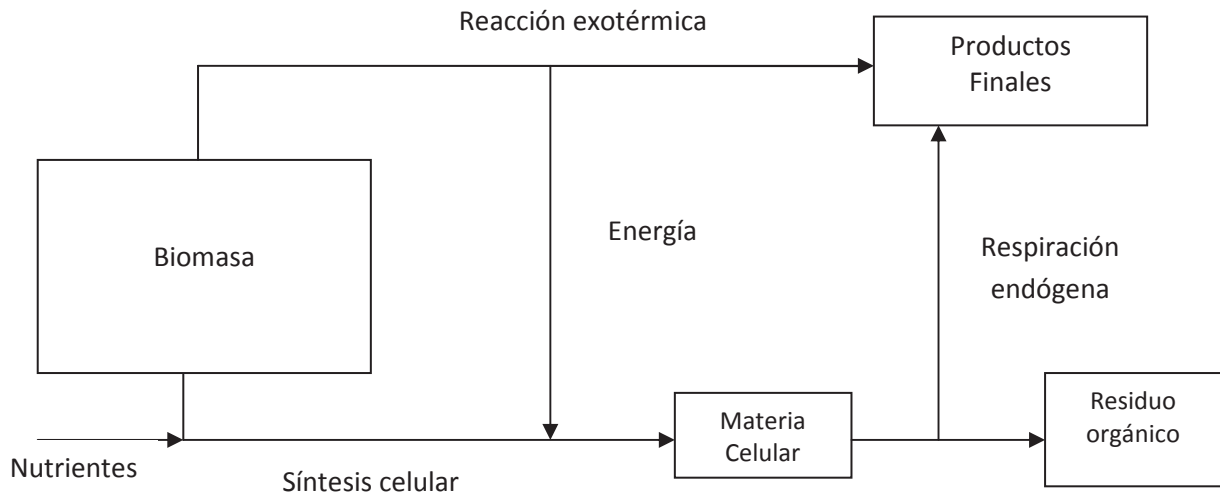 Reacción exotérmica
Productos
Finales
Biomasa
Energía
Respiración
endógena
Nutrientes
Síntesis celular
Materia
Celular
Residuo
orgánico